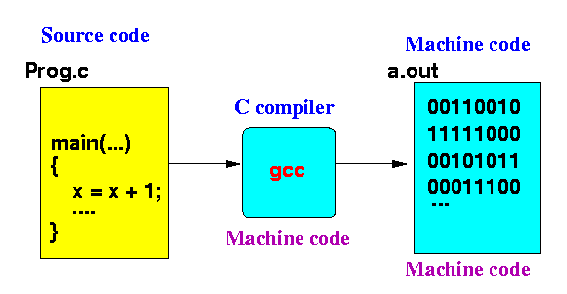 Source code
Prog.c
main(...)
{
x = x + 1;
....
}
C compiler
gcc
Machine code
Machine code
a.out
00110010
11111000
00101011
00011100
...
Machine code